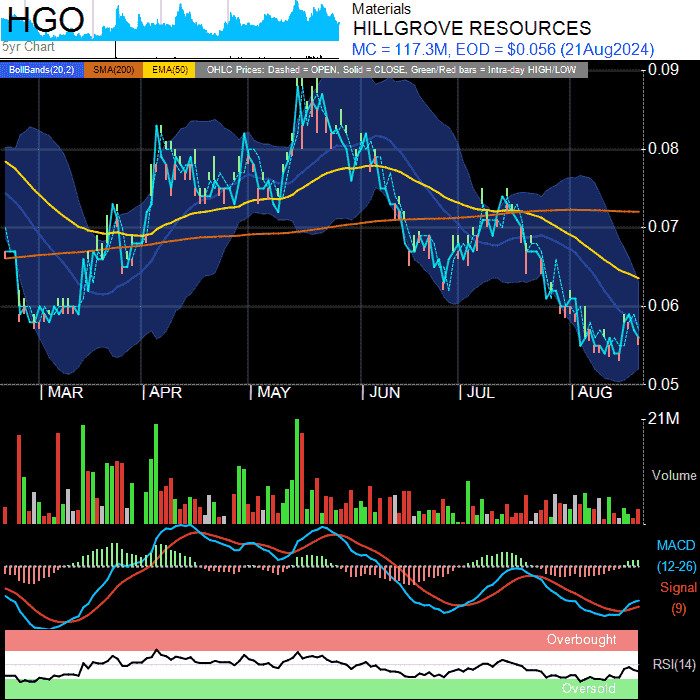 HGO
5yr Chart
Materials
HILLGROVE RESOURCES
MC = 117.3M, EOD = $0.056 (21Aug2024)
BollBands(20,2) SMA(200) EMA(50) OHLC Prices: Dashed = OPEN, Solid = CLOSE, Green/Red bars = Intra-day HIGH/LOW
0.09
0.08
0.07
0.06
0.05
MAR APR MAY JUN JUL AUG
21M
Volume
MACD
(12-26)
Signal
(9)
Overbought
RSI(14)
Oversold